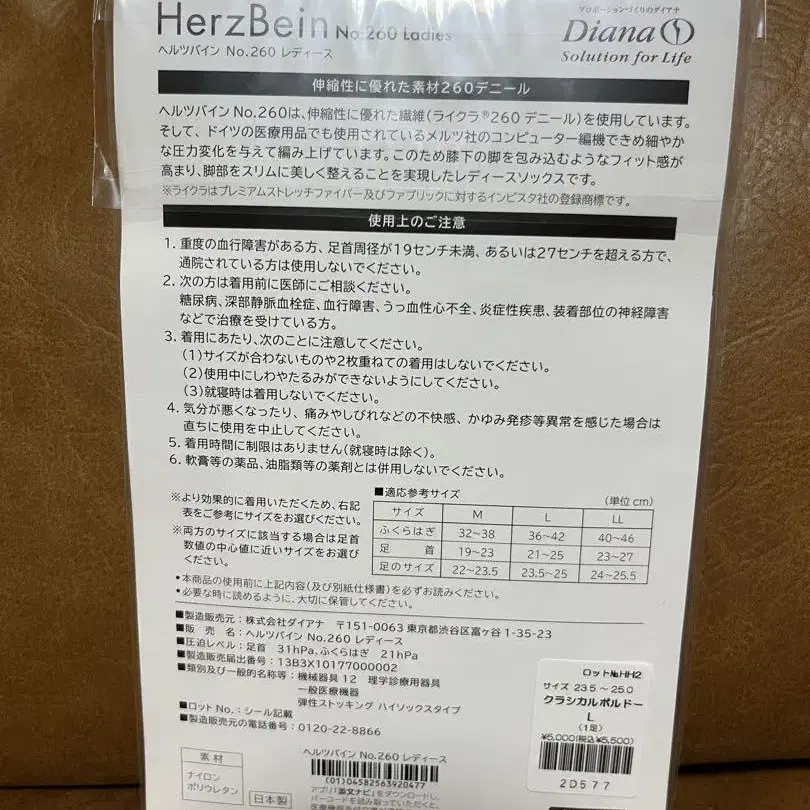 HerzBein No.260 Ladies
ヘルツバイン No.260 レディース
プロポーションづくりのダイアナ
Diana
Solution for Life
伸縮性に優れた素材260デニール
ヘルツバイン No.260は、伸縮性に優れた繊維(ライクラ®260 デニール)を使用しています。
そして、ドイツの医療用品でも使用されているメルツ社のコンピューター編機できめ細やか
な圧力変化を与えて編み上げています。このため膝下の脚を包み込むようなフィット感が
高まり、脚部をスリムに美しく整えることを実現したレディースソックスです。
※ライクラはプレミアムストレッチファイバー及びファブリックに対するインビスタ社の登録商標です。
使用上のご注意
1. 重度の血行障害がある方、足首周径が19センチ未満、あるいは27センチを超える方で、
通院されている方は使用しないでください。
2. 次の方は着用前に医師にご相談ください。
糖尿病、深部静脈血栓症、血行障害、うっ血性心不全、炎症性疾患、装着部位の神経障害
などで治療を受けている方。
3. 着用にあたり、次のことに注意してください。
(1)サイズが合わないものや2枚重ねての着用はしないでください。
(2)使用中にしわやたるみができないようにしてください。
(3)就寝時は着用しないでください。
4. 気分が悪くなったり、痛みやしびれなどの不快感、かゆみ発疹等異常を感じた場合は
直ちに使用を中止してください。
5. 着用時間に制限はありません(就寝時は除く)。
6. 軟膏等の薬品、油脂類等の薬剤とは併用しないでください。
※より効果的に着用いただくため、右記
表をご参考にサイズをお選びください。
※両方のサイズに該当する場合は足首
数値の中心値に近いサイズをお選び
ください。
■適応参考サイズ (単位 cm)
サイズ M L LL
ふくらはぎ 32~38 36~42 40~46
足首 19~23 21~25 23~27
足のサイズ 22~23.5 23.5~25 24~25.5
・本商品の使用前に上記内容(及び別紙仕様書)を必ずお読みください。
・必要な時に読めるように、大切に保管してください。
■製造販売元:株式会社ダイアナ 〒151-0063 東京都渋谷区富ヶ谷1-35-23
■販売名:ヘルツバイン No.260 レディース
■圧迫レベル:足首 31hPa、ふくらはぎ 21hPa
■製造販売届出番号:13B3X10177000002
■類別及び一般的名称等:機械器具12 理学診療用器具
一般医療機器
弾性ストッキング ハイソックスタイプ
■ロット No.:シール記載
■製造販売元の電話番号:0120-22-8866
素材
ナイロン
ポリウレタン
日本製
ヘルツバイン No.260 レディース
(01)04582563920477
アプリ「添文ナビ」をダウンロードし、
バーコードを読み取っていただくと、
ロット№HH2
サイズ 23.5~25.0
クラシカルボルドー
L
(1足)
¥5,000(税込¥5,500)
2D577